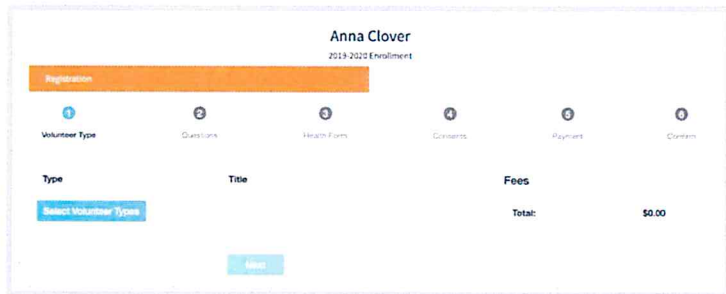 Anna Clover
2019-2020 Enrollment
Registration
1 2 3 4 5 6
Volunteer Type Questions Health Form Consents Payment Confirm
Type Title Fees
Select Volunteer Types Total: $0.00
Next